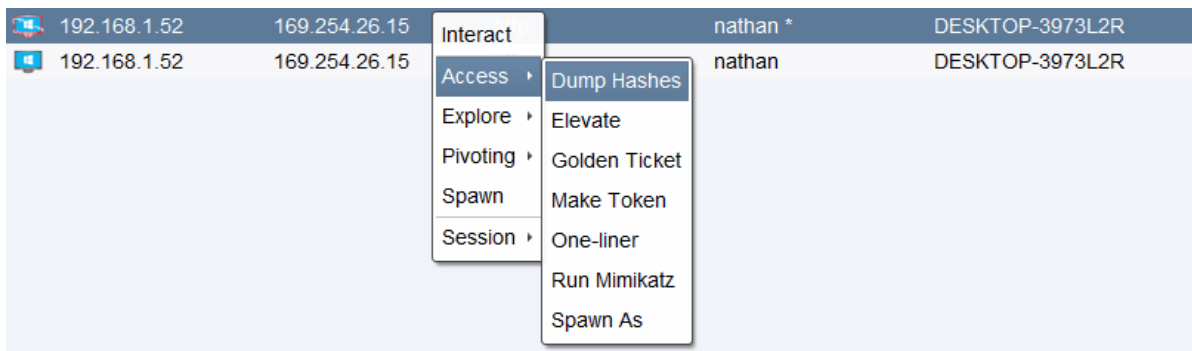 192.168.1.52 169.254.26.15 nathan * DESKTOP-3973L2R
192.168.1.52 169.254.26.15 nathan DESKTOP-3973L2R
Interact
Access
Explore
Pivoting
Spawn
Session
Dump Hashes
Elevate
Golden Ticket
Make Token
One-liner
Run Mimikatz
Spawn As